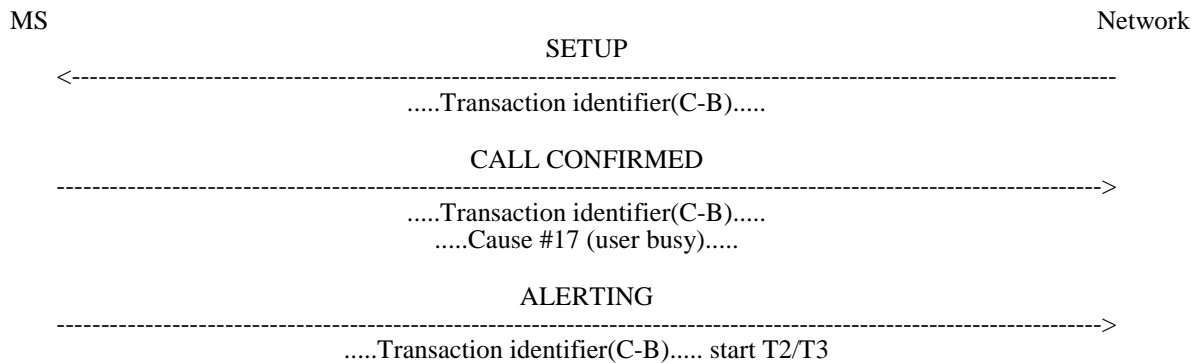 MS Network
SETUP
<------------------------------------------------------------------------------------------------------------------
.....Transaction identifier(C-B).....
CALL CONFIRMED
------------------------------------------------------------------------------------------------------------------>
.....Transaction identifier(C-B).....
.....Cause #17 (user busy).....
ALERTING
------------------------------------------------------------------------------------------------------------------>
.....Transaction identifier(C-B)..... start T2/T3